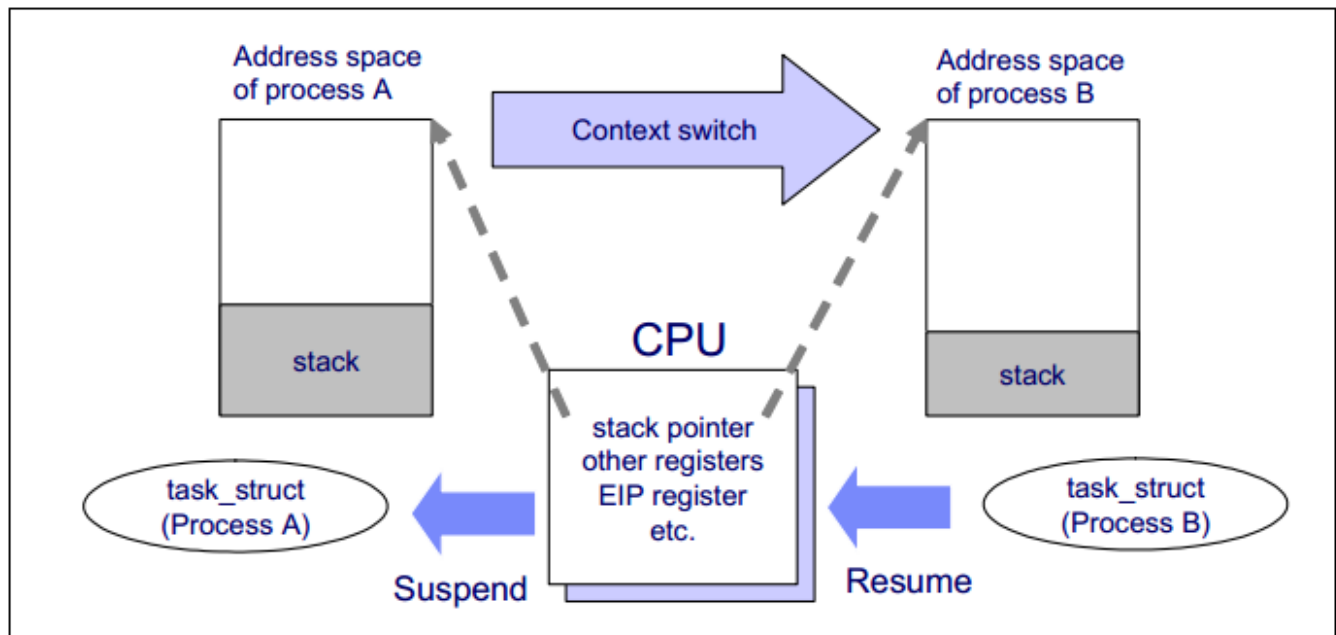 Address space
of process A
Context switch
Address space
of process B
stack
CPU
stack
stack pointer
other registers
EIP register
etc.
task_struct
(Process A)
task_struct
(Process B)
Suspend
Resume